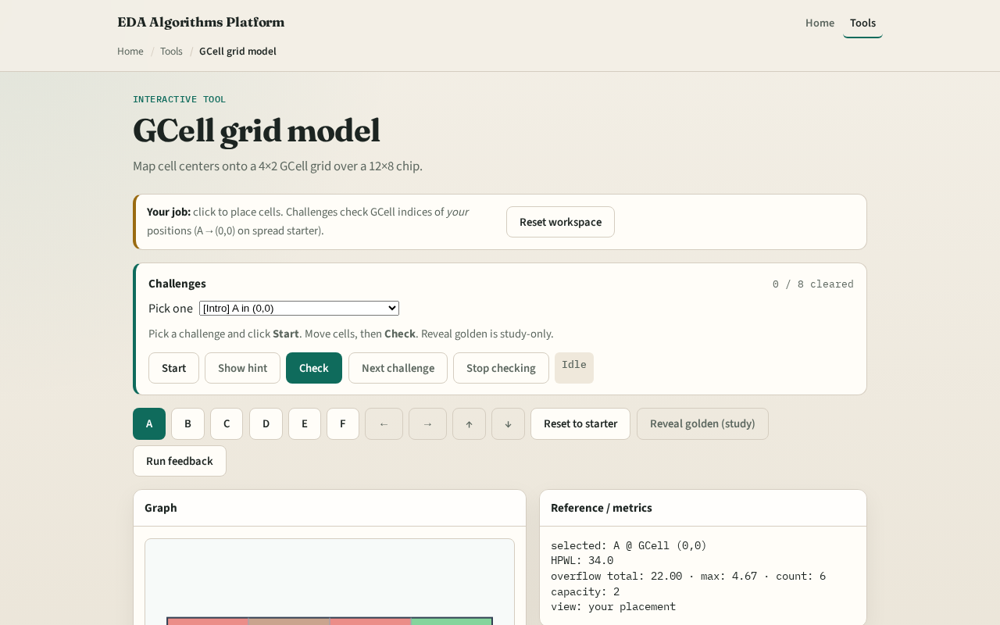 EDA Algorithms Platform
Home
Tools
Home / Tools / GCell grid model
INTERACTIVE TOOL
GCell grid model
Map cell centers onto a 4×2 GCell grid over a 12×8 chip.
Your job: click to place cells. Challenges check GCell indices of your
positions (A→(0,0) on spread starter).
Reset workspace
Challenges
0 / 8 cleared
Pick one [Intro] A in (0,0)
Pick a challenge and click Start. Move cells, then Check. Reveal golden is study-only.
Start
Show hint
Check
Next challenge
Stop checking
Idle
A
B
C
D
E
F
←
→
↑
↓
Reset to starter
Reveal golden (study)
Run feedback
Graph
Reference / metrics
selected: A @ GCell (0,0)
HPWL: 34.0
overflow total: 22.00 · max: 4.67 · count: 6
capacity: 2
view: your placement